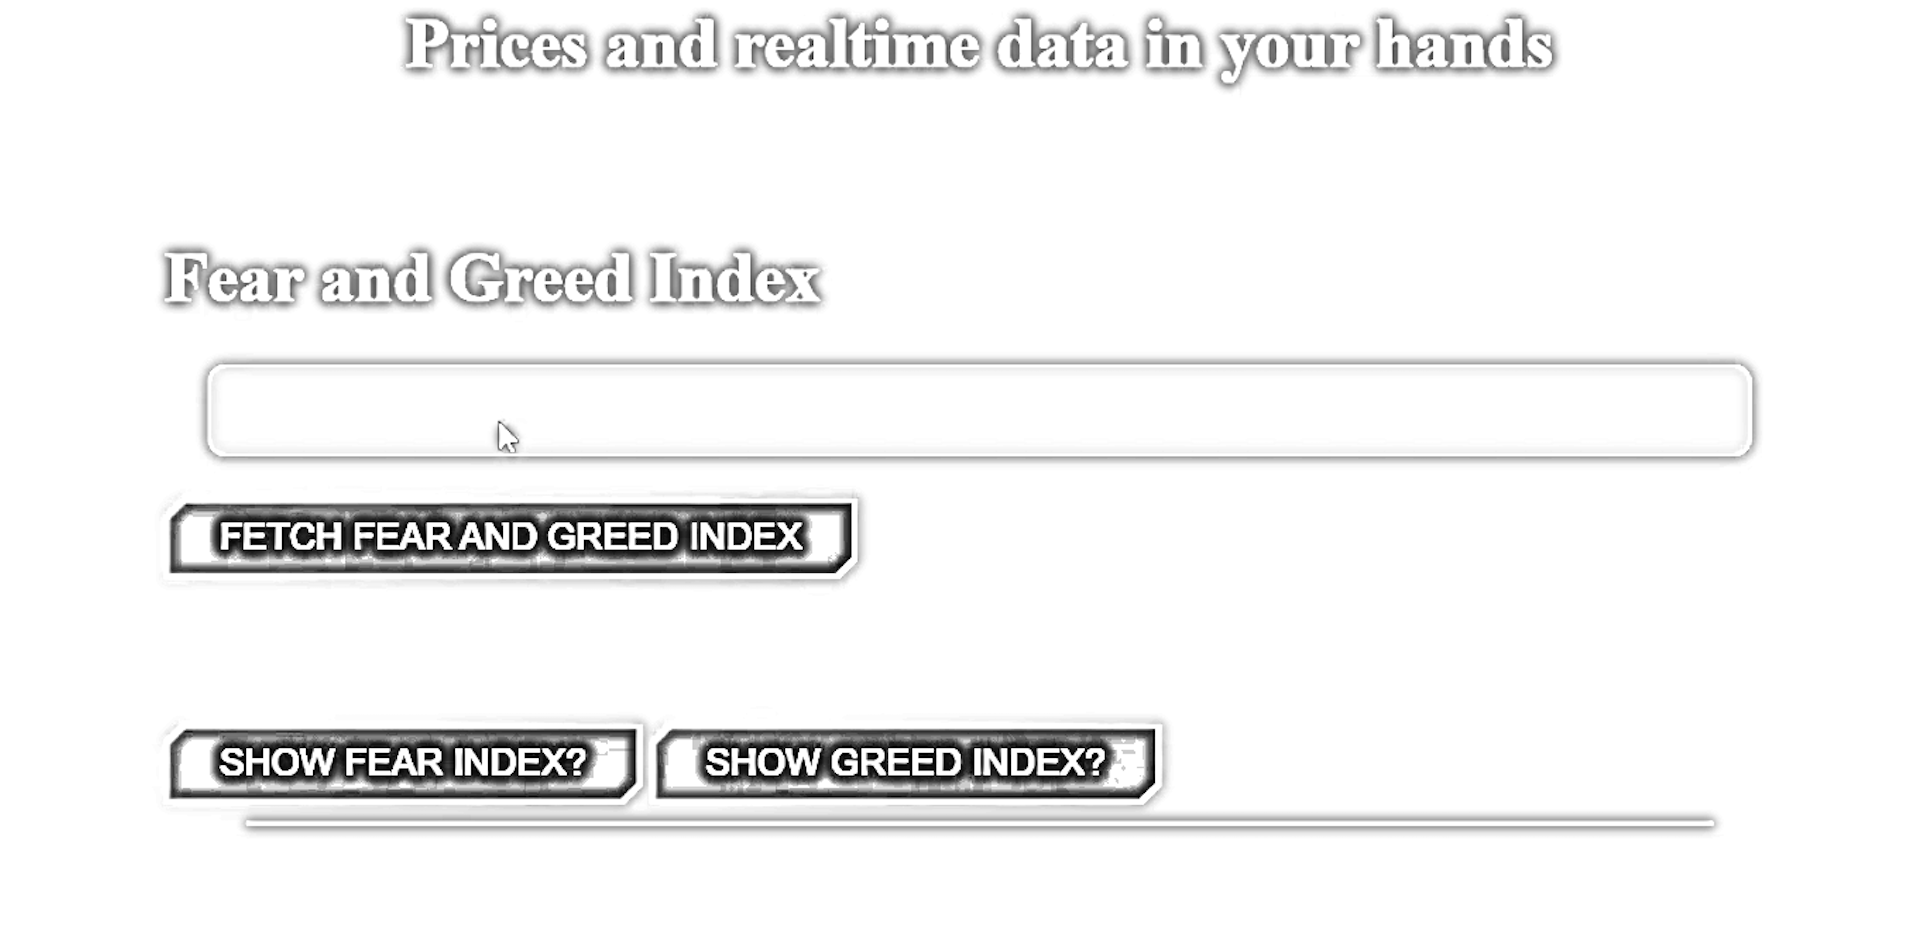 Prices and realtime data in your hands
Fear and Greed Index
FETCH FEAR AND GREED INDEX
SHOW FEAR INDEX? SHOW GREED INDEX?